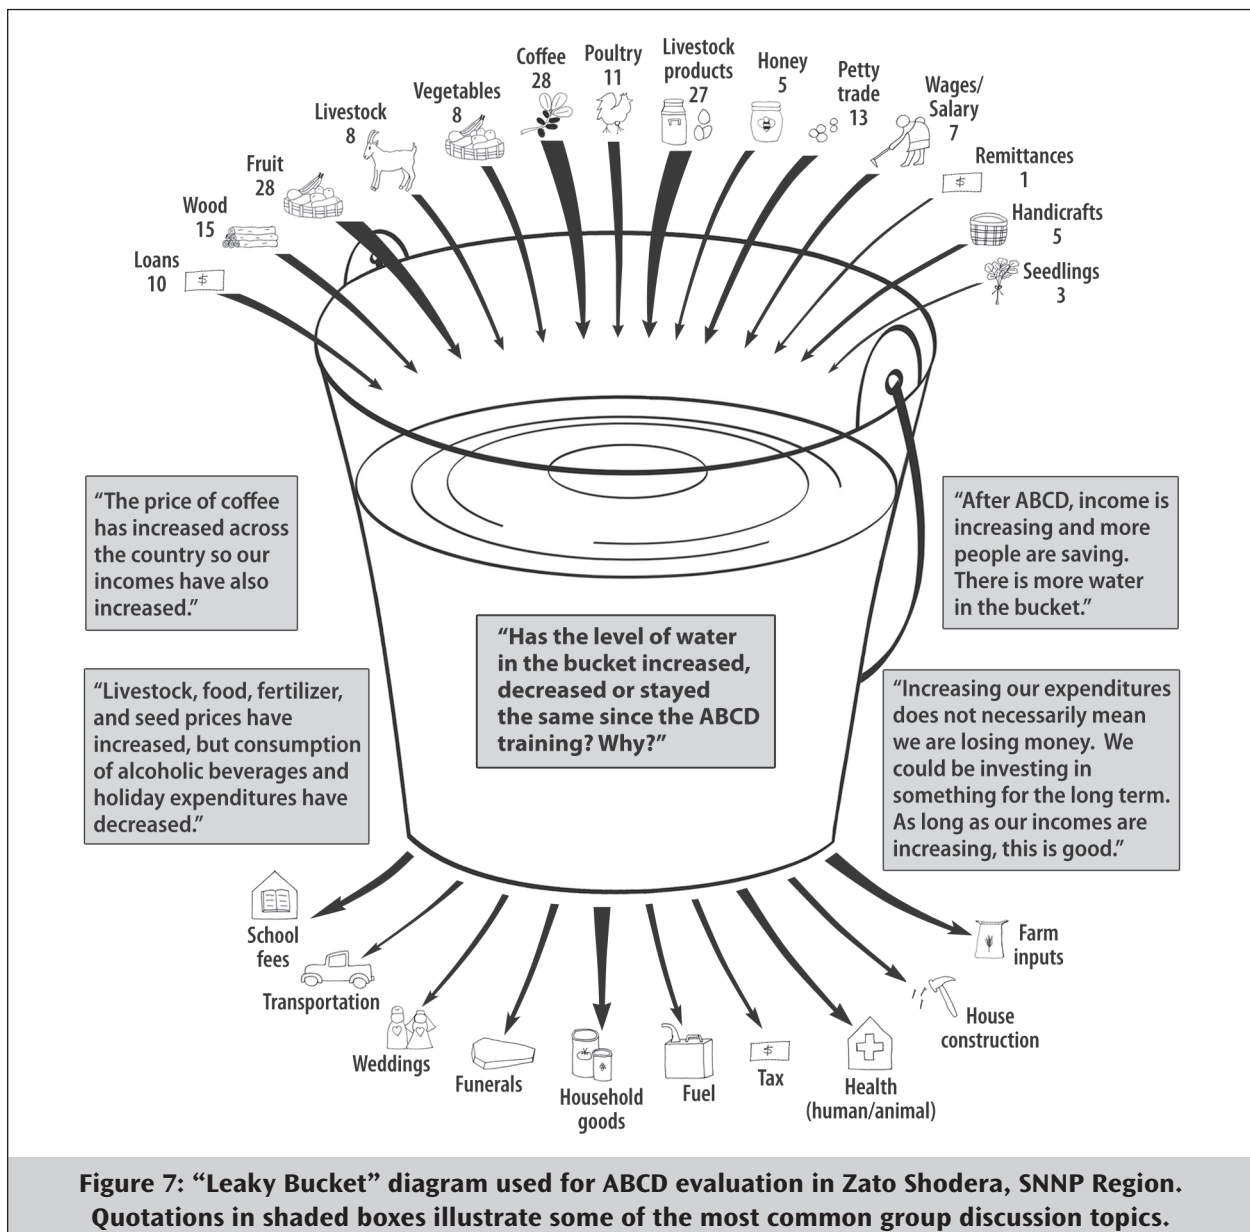 Loans
10
Wood
15
Fruit
28
Livestock
8
Vegetables
8
Coffee
28
Poultry
11
Livestock
products
27
Honey
5
Petty
trade
13
Wages/
Salary
7
Remittances
1
$
Handicrafts
5
Seedlings
3
$
“The price of coffee
has increased across
the country so our
incomes have also
increased.”
“After ABCD, income is
increasing and more
people are saving.
There is more water
in the bucket.”
“Has the level of water
in the bucket increased,
decreased or stayed
the same since the ABCD
training? Why?”
“Livestock, food, fertilizer,
and seed prices have
increased, but consumption
of alcoholic beverages and
holiday expenditures have
decreased.”
“Increasing our expenditures
does not necessarily mean
we are losing money. We
could be investing in
something for the long term.
As long as our incomes are
increasing, this is good.”
School
fees
Transportation
Weddings
Funerals
Household
goods
Fuel
$
Tax
Health
(human/animal)
House
construction
Farm
inputs
Figure 7: “Leaky Bucket” diagram used for ABCD evaluation in Zato Shodera, SNNP Region.
Quotations in shaded boxes illustrate some of the most common group discussion topics.